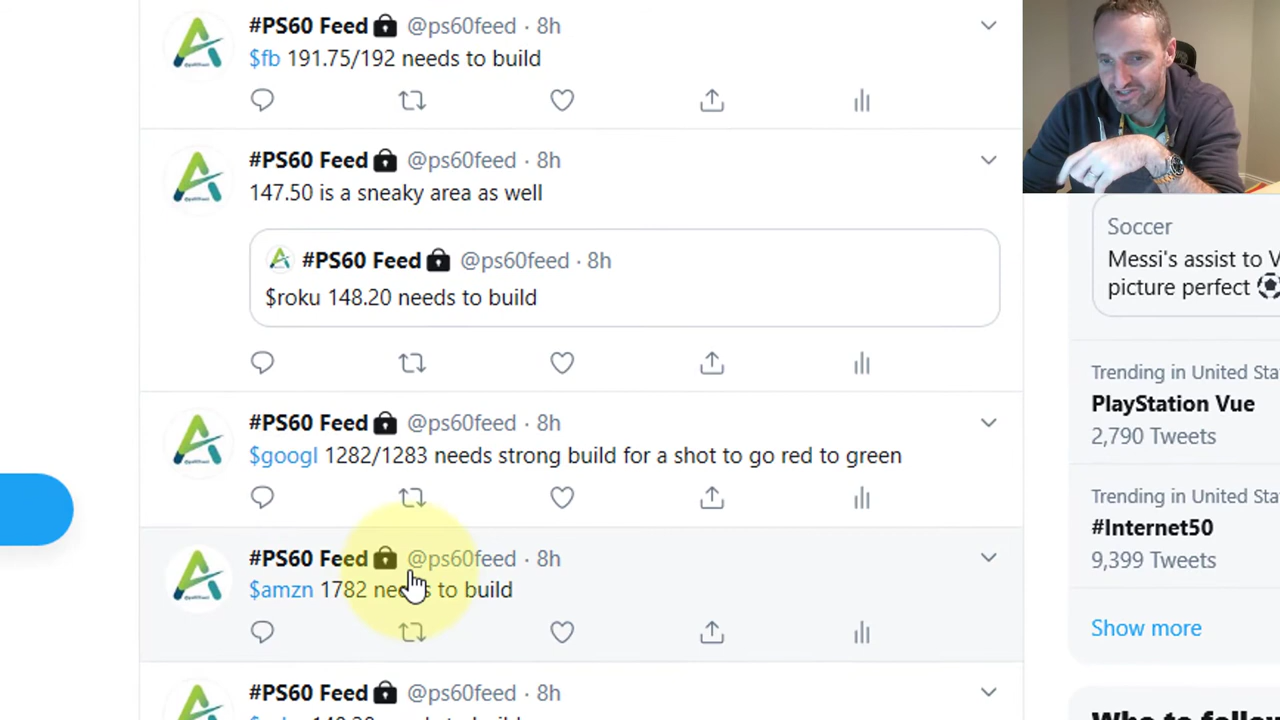 #PS60 Feed @ps60feed · 8h
$fb 191.75/192 needs to build
#PS60 Feed @ps60feed · 8h
147.50 is a sneaky area as well
#PS60 Feed @ps60feed · 8h
$roku 148.20 needs to build
#PS60 Feed @ps60feed · 8h
$googl 1282/1283 needs strong build for a shot to go red to green
#PS60 Feed @ps60feed · 8h
$amzn 1782 needs to build
#PS60 Feed @ps60feed · 8h
Soccer
Messi's assist to V
picture perfect ⚽
Trending in United Sta
PlayStation Vue
2,790 Tweets
Trending in United Sta
#Internet50
9,399 Tweets
Show more
Who to follow